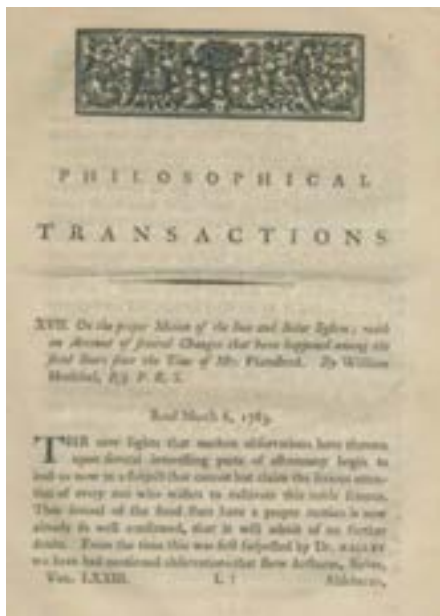 PHILOSOPHICAL
TRANSACTIONS
XVII. On the proper Motion of the Sun and Solar System; with
an Account of several Changes that have happened among the
fixed Stars since the Time of Mr. Flamstead. By William
Herschel, Esq. F. R. S.
Read March 6, 1783.
THE new lights that modern observations have thrown
upon several interesting parts of astronomy begin to
lead us now to a subject that cannot but claim the serious atten-
tion of every one who wishes to cultivate this noble science.
That several of the fixed stars have a proper motion is now
already so well confirmed, that it will admit of no further
doubt. From the time this was first suspected by Dr. HALLEY
we have had continued observations that shew Arcturus, Sirius,
Vol. LXXIII.
Aldebaran,